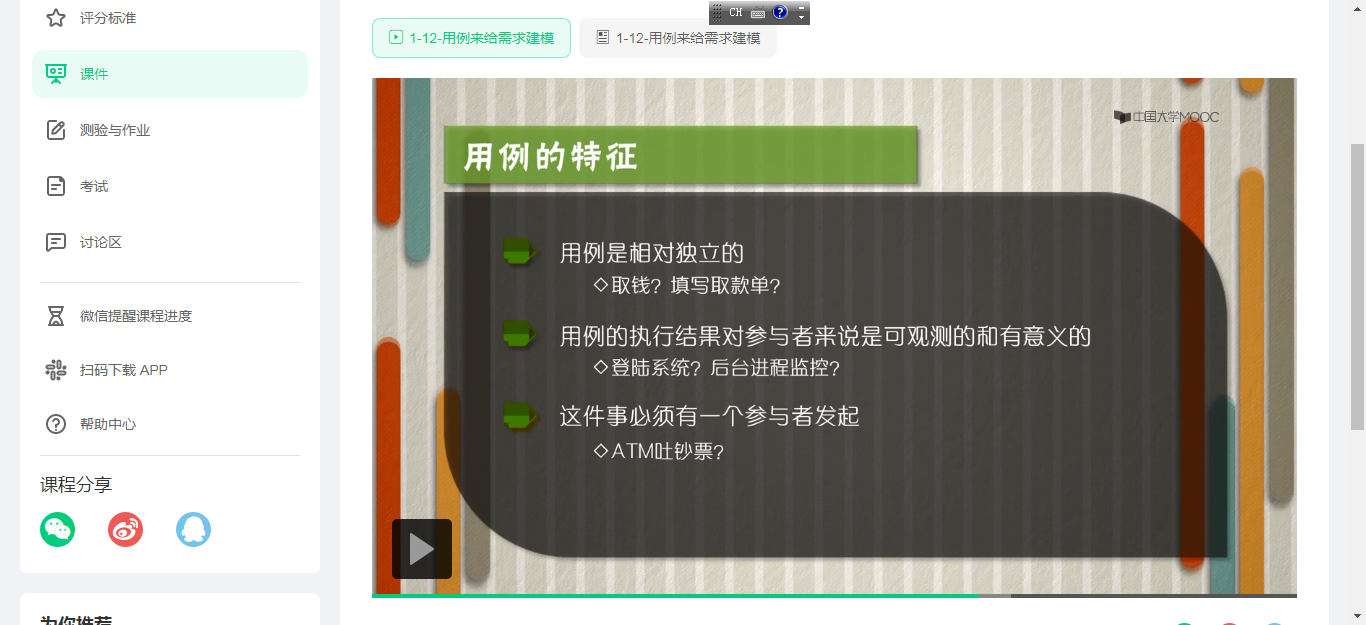 评分标准
课件
测验与作业
考试
讨论区
微信提醒课程进度
扫码下载 APP
帮助中心
课程分享
为你推荐
CH
?
1-12-用例来给需求建模
1-12-用例来给需求建模
中国大学MOOC
用例的特征
用例是相对独立的
◇取钱？填写取款单？
用例的执行结果对参与者来说是可观测的和有意义的
◇登陆系统？后台进程监控？
这件事必须有一个参与者发起
◇ATM吐钞票？